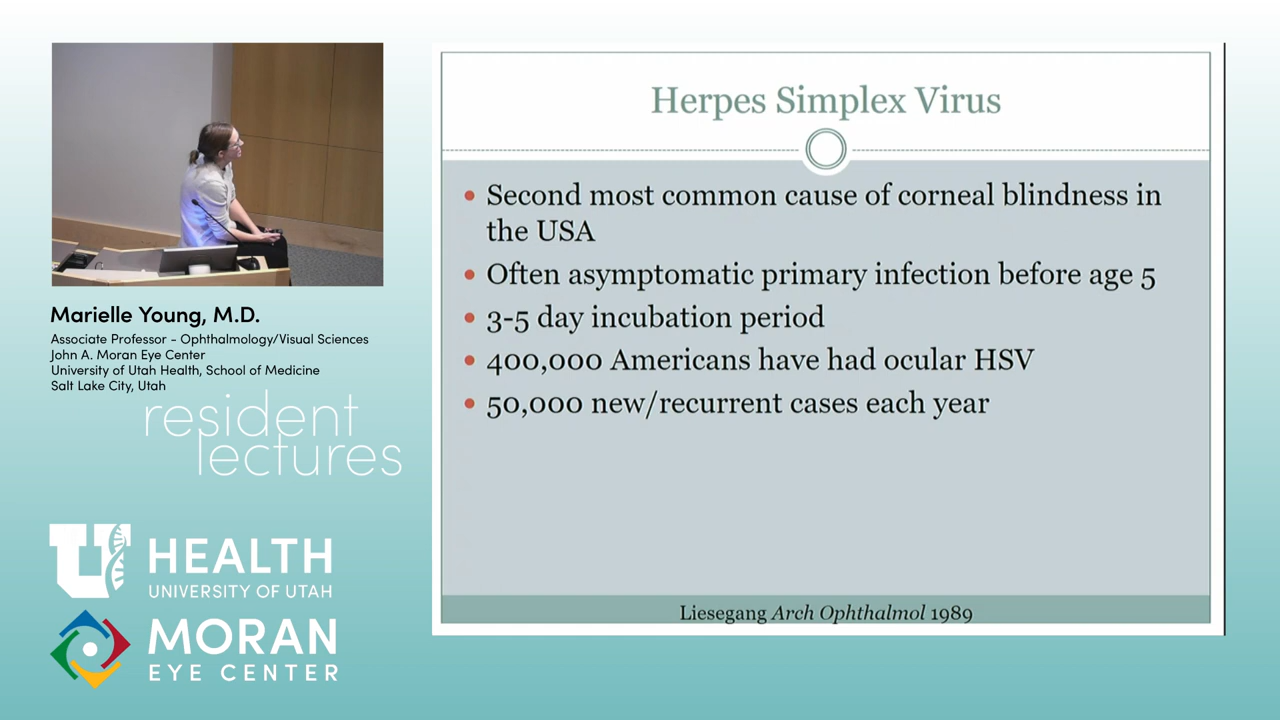 Herpes Simplex Virus
• Second most common cause of corneal blindness in
the USA
• Often asymptomatic primary infection before age 5
• 3-5 day incubation period
• 400,000 Americans have had ocular HSV
• 50,000 new/recurrent cases each year
Liesegang Arch Ophthalmol 1989
Marielle Young, M.D.
Associate Professor - Ophthalmology/Visual Sciences
John A. Moran Eye Center
University of Utah Health, School of Medicine
Salt Lake City, Utah
resident
lectures
U HEALTH
UNIVERSITY OF UTAH
MORAN
EYE CENTER